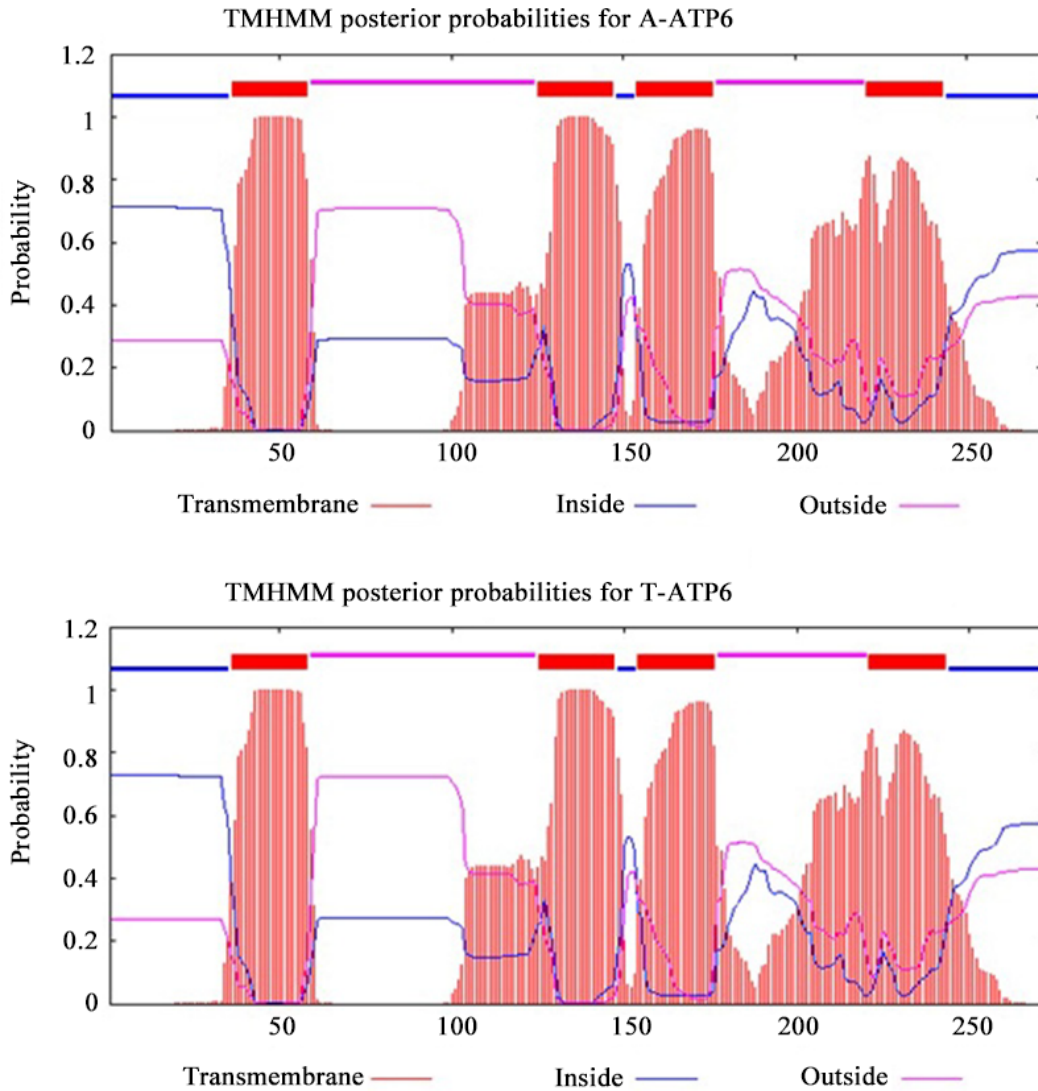 TMHMM posterior probabilities for A-ATP6
1.2
1
0.8
0.6
0.4
0.2
0
Probability
50 100 150 200 250
Transmembrane Inside Outside
TMHMM posterior probabilities for T-ATP6
1.2
1
0.8
0.6
0.4
0.2
0
Probability
50 100 150 200 250
Transmembrane Inside Outside